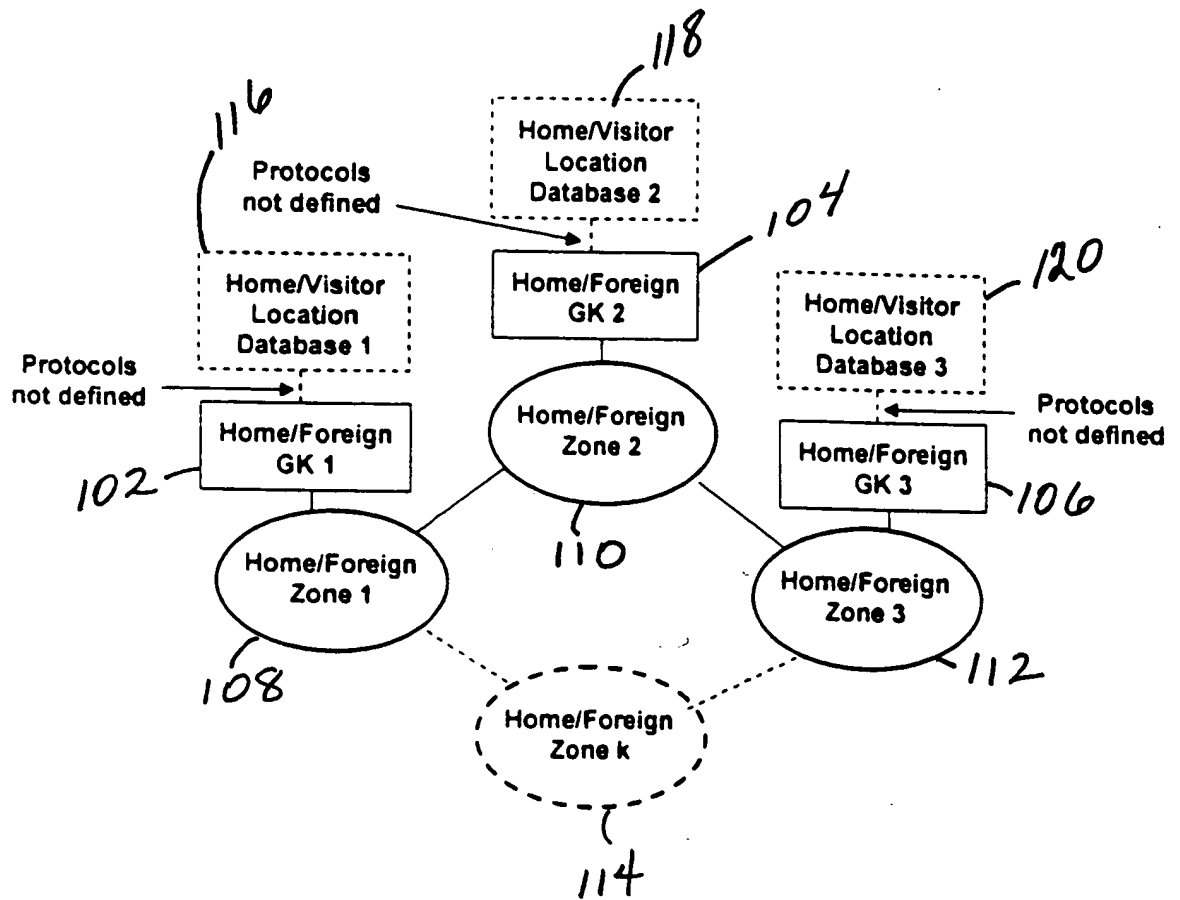 118
116
Home/Visitor
Location
Database 2
Protocols
not defined
104
Home/Foreign
GK 2
120
Home/Visitor
Location
Database 1
Home/Visitor
Location
Database 3
Protocols
not defined
Protocols
not defined
Home/Foreign
Zone 2
Home/Foreign
GK 1
Home/Foreign
GK 3
102
106
110
Home/Foreign
Zone 1
Home/Foreign
Zone 3
108
112
Home/Foreign
Zone k
114